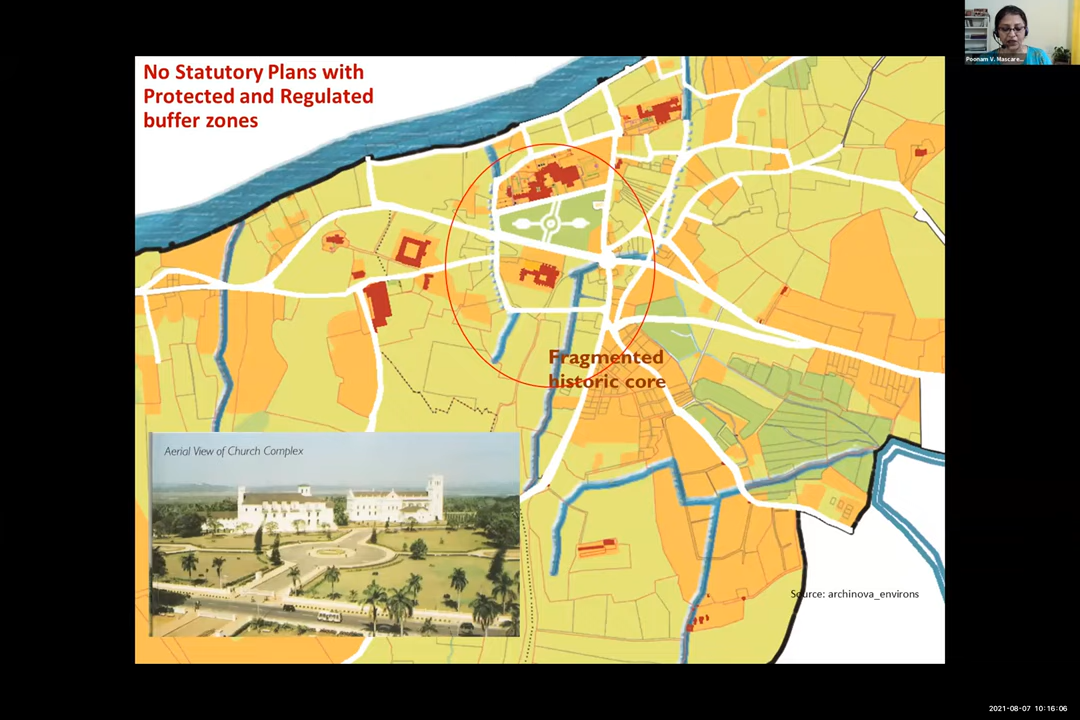 No Statutory Plans with
Protected and Regulated
buffer zones
Poonam V. Mascare...
Fragmented
historic core
Aerial View of Church Complex
Source: archinova_environs
2021-08-07 10:16:06